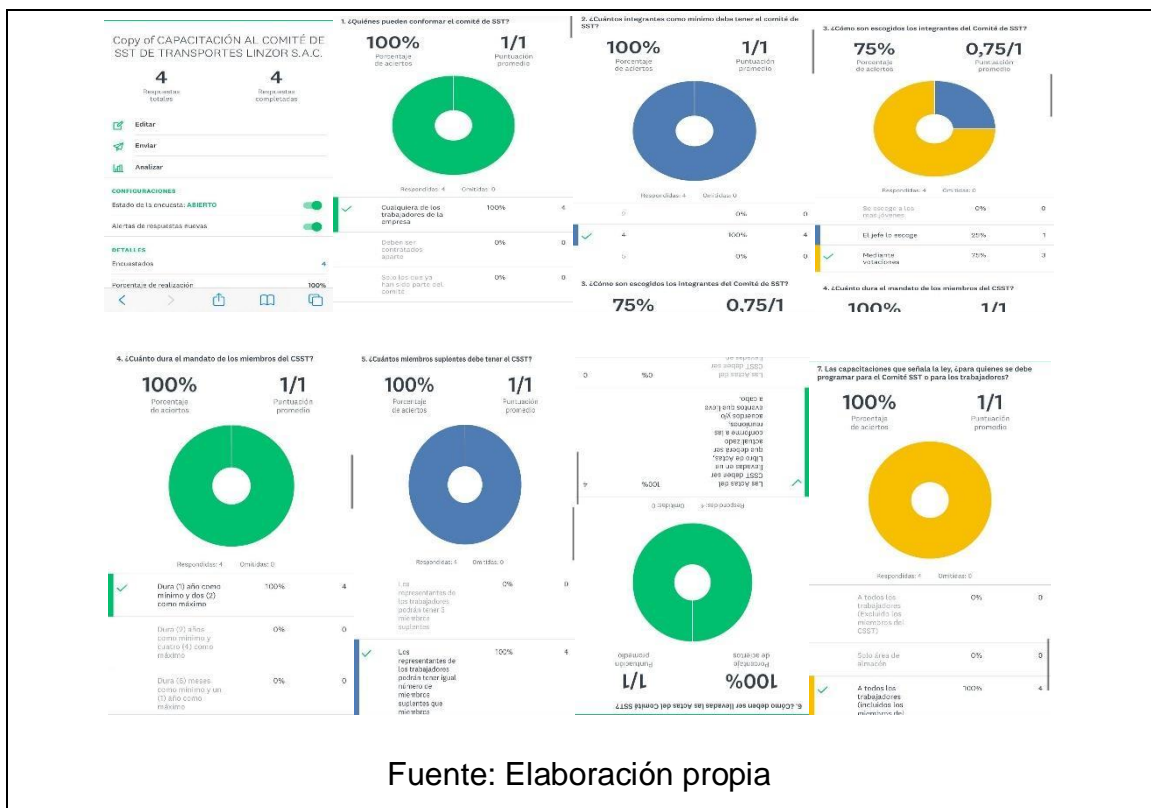 Copy of CAPACITACIÓN AL COMITÉ DE
SST DE TRANSPORTES LINZOR S.A.C.
4
Respuestas
totales
4
Respuestas
completadas
Editar
Enviar
Analizar
CONFIGURACIONES
Estado de la encuesta: ABIERTO
Alertas de respuestas nuevas
DETALLES
Encuestados 4
Porcentaje de realización 100%
1. ¿Quiénes pueden conformar el comité de SST?
100%
Porcentaje
de aciertos
1/1
Puntuación
promedio
Respondidas: 4 Omitidas: 0
Cualquiera de los
trabajadores de la
empresa
100% 4
Deben ser
contratados
aparte
0% 0
Solo los que ya
han sido parte del
comité
0% 0
2. ¿Cuántos integrantes como mínimo debe tener el comité de
SST?
100%
Porcentaje
de aciertos
1/1
Puntuación
promedio
Respondidas: 4 Omitidas: 0
0% 0
4 100% 4
5 0% 0
3. ¿Cómo son escogidos los integrantes del Comité de SST?
75% 0,75/1
3. ¿Cómo son escogidos los integrantes del Comité de SST?
75%
Porcentaje
de aciertos
0,75/1
Puntuación
promedio
Respondidas: 4 Omitidas: 0
Se escoge a los
más jóvenes
0% 0
El jefe lo escoge 25% 1
Mediante
votaciones
75% 3
4. ¿Cuánto dura el mandato de los miembros del CSST?
100% 1/1
4. ¿Cuánto dura el mandato de los miembros del CSST?
100%
Porcentaje
de aciertos
1/1
Puntuación
promedio
Respondidas: 4 Omitidas: 0
Dura (1) año como
mínimo y dos (2)
como máximo
100% 4
Dura (2) años
como mínimo y
cuatro (4) como
máximo
0% 0
Dura (6) meses
como mínimo y un
(1) año como
máximo
0% 0
5. ¿Cuántos miembros suplentes debe tener el CSST?
100%
Porcentaje
de aciertos
1/1
Puntuación
promedio
Respondidas: 4 Omitidas: 0
Los
representantes de
los trabajadores
podrán tener 3
miembros
suplentes
0% 0
Los
representantes de
los trabajadores
podrán tener igual
número de
miembros
suplentes que
miembros
100% 4
6. ¿Cómo deben ser llevadas las Actas del Comité SST?
100%
Porcentaje
de aciertos
1/1
Puntuación
promedio
Respondidas: 4 Omitidas: 0
Las Actas del
CSST deben ser
llevadas en un
Libro de Actas,
que deberá ser
actualizado
conforme a las
reuniones,
acuerdos y/o
eventos que lleve
a cabo.
100% 4
Las Actas del
CSST deben ser
llevadas en
0% 0
7. Las capacitaciones que señala la ley, ¿para quienes se debe
programar para el Comité SST o para los trabajadores?
100%
Porcentaje
de aciertos
1/1
Puntuación
promedio
Respondidas: 4 Omitidas: 0
A todos los
trabajadores
(Excluido los
miembros del
CSST)
0% 0
Solo área de
almacén
0% 0
A todos los
trabajadores
(incluidos los
miembros del
100% 4
Fuente: Elaboración propia